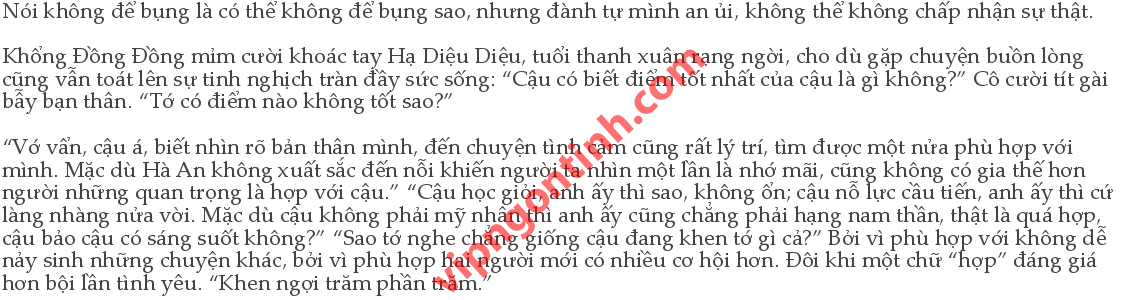 Nói không để bụng là có thể không để bụng sao, nhưng đành tự mình an ủi, không thể không chấp nhận sự thật.
Khổng Đồng Đồng mỉm cười khoác tay Hạ Diệu Diệu, tuổi thanh xuân rạng ngời, cho dù gặp chuyện buồn lòng
cũng vẫn toát lên sự tinh nghịch tràn đầy sức sống: “Cậu có biết điểm tốt nhất của cậu là gì không?” Cô cười tít gài
bẫy bạn thân. “Tớ có điểm nào không tốt sao?”
“Vớ vẩn, cậu á, biết nhìn rõ bản thân mình, đến chuyện tình cảm cũng rất lý trí, tìm được một nửa phù hợp với
mình. Mặc dù Hà An không xuất sắc đến nỗi khiến người ta nhìn một lần là nhớ mãi, cũng không có gia thế hơn
người những quan trọng là hợp với cậu.” “Cậu học giỏi, anh ấy thì sao, không ổn; cậu nỗ lực cầu tiến, anh ấy thì cứ
làng nhàng nửa vời. Mặc dù cậu không phải mỹ nhân thì anh ấy cũng chẳng phải hạng nam thần, thật là quá hợp,
cậu bảo cậu có sáng suốt không?” “Sao tớ nghe chẳng giống cậu đang khen tớ gì cả?” Bởi vì phù hợp với không dễ
nảy sinh những chuyện khác, bởi vì phù hợp hai người mới có nhiều cơ hội hơn. Đôi khi một chữ “hợp” đáng giá
hơn bội lần tình yêu. “Khen ngợi trăm phần trăm.”
vipngontinh.com